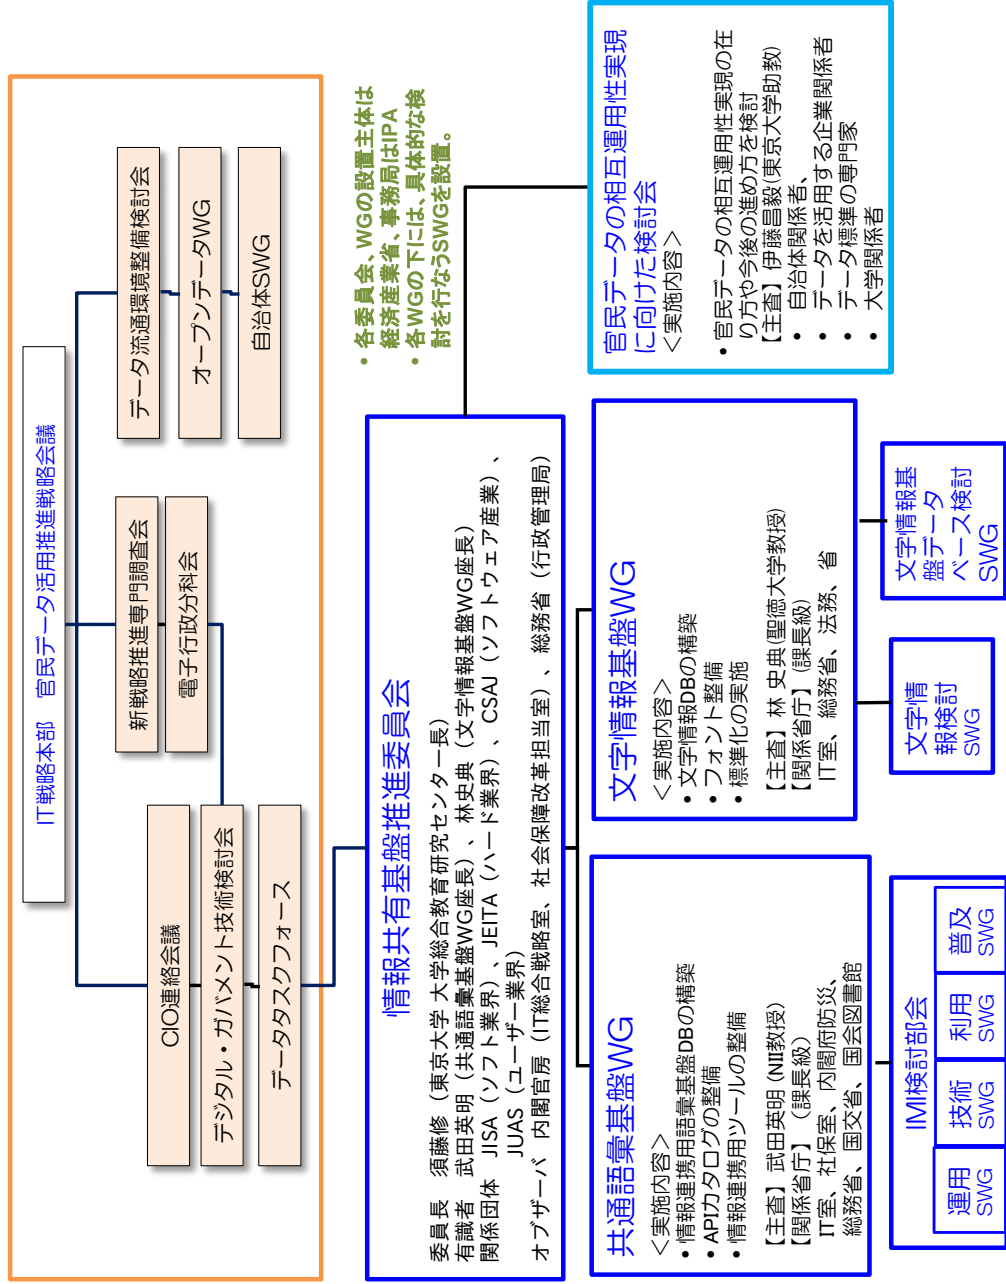 IT戦略本部　官民データ活用推進戦略会議
CIO連絡会議
デジタル・ガバメント技術検討会
データタスクフォース
新戦略推進専門調査会
電子行政分科会
データ流通環境整備検討会
オープンデータWG
自治体SWG
• 各委員会、WGの設置主体は
経済産業省、事務局はIPA
• 各WGの下には、具体的な検
討を行なうSWGを設置。
情報共有基盤推進委員会
委員長　須藤修（東京大学 大学総合教育研究センター長）
有識者　武田英明（共通語彙基盤WG座長）、林史典（文字情報基盤WG座長）
関係団体　JISA（ソフト業界）、JEITA（ハード業界）、CSAJ（ソフトウェア産業）、
JUAS（ユーザー業界）
オブザーバ　内閣官房（IT総合戦略室、社会保障改革担当室）、総務省（行政管理局）
共通語彙基盤WG
＜実施内容＞
• 情報連携用語彙基盤DBの構築
• APIカタログの整備
• 情報連携用ツールの整備
【主査】武田英明 (NII教授)
【関係省庁】（課長級）
IT室、社保室、内閣府防災、
総務省、国交省、国会図書館
文字情報基盤WG
＜実施内容＞
• 文字情報DBの構築
• フォント整備
• 標準化の実施
【主査】林 史典(聖徳大学教授)
【関係省庁】(課長級)
IT室、総務省、法務、省
官民データの相互運用性実現
に向けた検討会
＜実施内容＞
• 官民データの相互運用性実現の在
り方や今後の進め方を検討
【主査】伊藤昌毅(東京大学助教)
• 自治体関係者、
• データを活用する企業関係者
• データ標準の専門家
• 大学関係者
IMI検討部会
運用
SWG
技術
SWG
利用
SWG
普及
SWG
文字情
報検討
SWG
文字情報基
盤データ
ベース検討
SWG